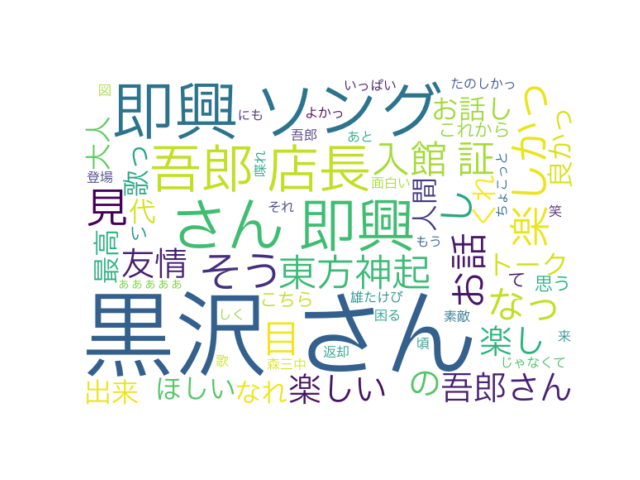 図
大人
登場
見
最高
い
代
歌っ
友情
ああああああ
黒沢 さん
出来
ほしい
なれ
楽しい
即興 ソング
にも
よかっ
いっぱい
吾郎
あと
吾郎 店長
喋れ
面白い
入館 証
お話し
これから
たのしかっ
さん 即興
それ
人間
もう
し
くれ
ちょこっと
楽しかっ
良かっ
笑
そう
東方神起
お話
トーク
て
思う
なっ
こちら
しく
目
歌
森三中
返却
雄たけび
困る
頃
素敵
楽し
じゃなくて
来
の
吾郎さん